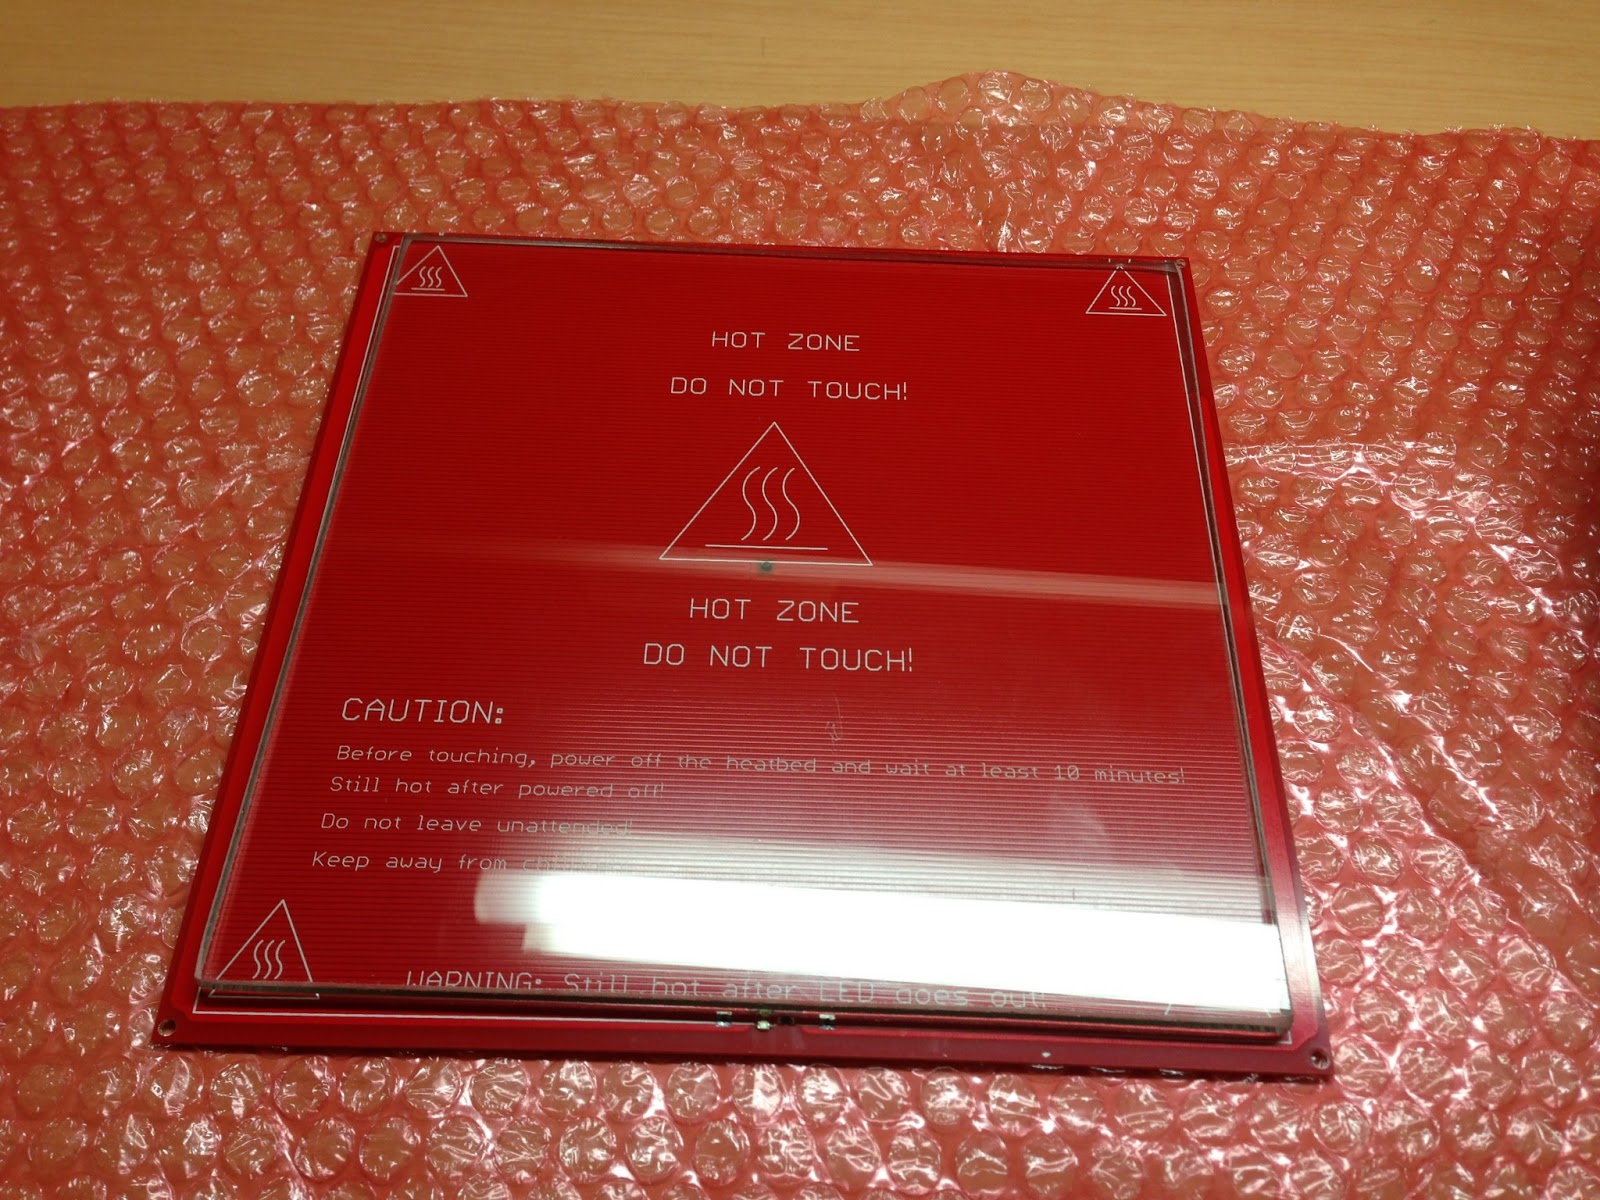 HOT ZONE
DO NOT TOUCH!
HOT ZONE
DO NOT TOUCH!
CAUTION:
Before touching, power off the heatbed and wait at least 10 minutes!
Still hot after powered off!
Do not leave unattended!
Keep away from
WARNING: Still hot after LED goes out!